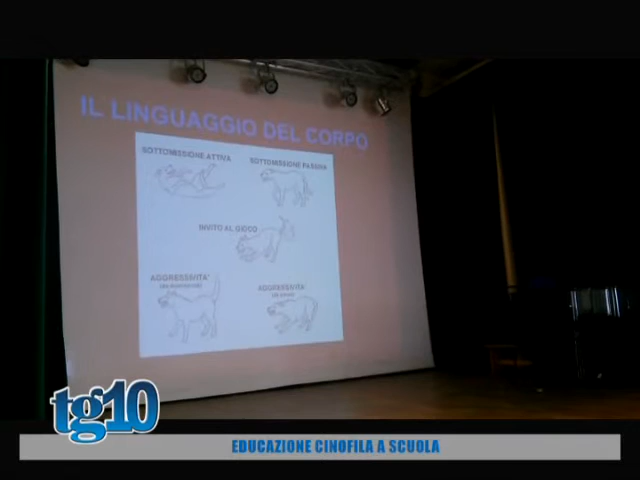 IL LINGUAGGIO DEL CORPO
SOTTOMISSIONE ATTIVA
SOTTOMISSIONE PASSIVA
INVITO AL GIOCO
AGGRESSIVITA'
AGGRESSIVITA'
tg10
EDUCAZIONE CINOFILA A SCUOLA